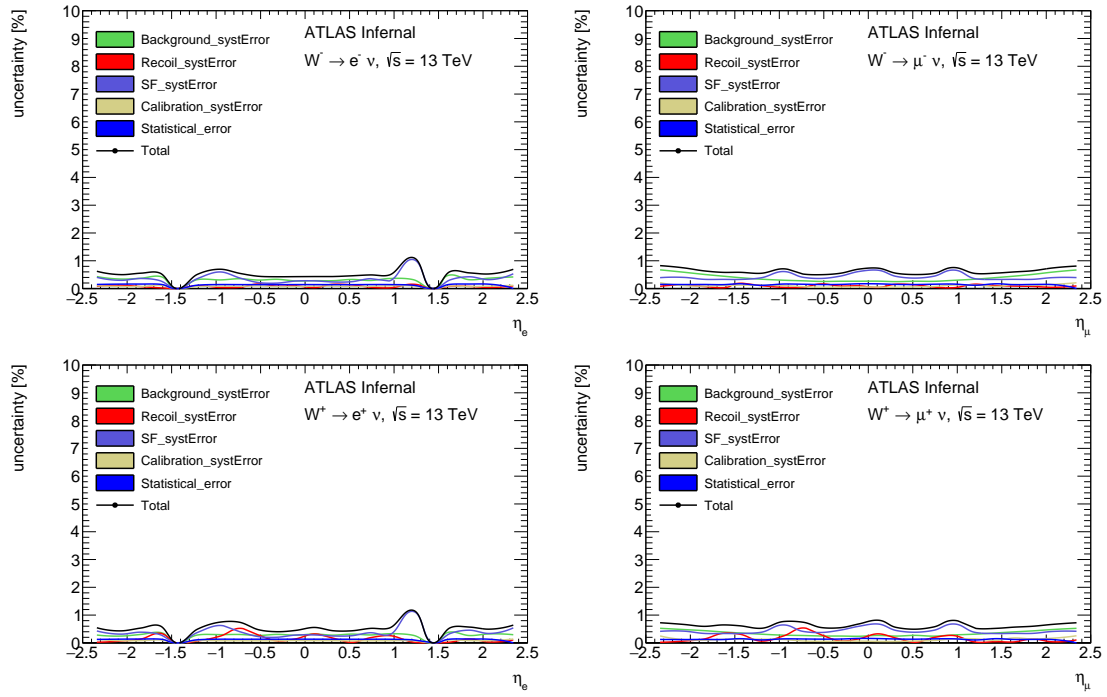 uncertainty [%]
10
9
8
7
6
5
4
3
2
1
0
Background_systError
Recoil_systError
SF_systError
Calibration_systError
Statistical_error
Total
ATLAS Internal
W⁻ → e⁻ ν, √s = 13 TeV
−2.5 −2 −1.5 −1 −0.5 0 0.5 1 1.5 2 2.5
η_e
uncertainty [%]
10
9
8
7
6
5
4
3
2
1
0
Background_systError
Recoil_systError
SF_systError
Calibration_systError
Statistical_error
Total
ATLAS Internal
W⁻ → μ⁻ ν, √s = 13 TeV
−2.5 −2 −1.5 −1 −0.5 0 0.5 1 1.5 2 2.5
η_μ
uncertainty [%]
10
9
8
7
6
5
4
3
2
1
0
Background_systError
Recoil_systError
SF_systError
Calibration_systError
Statistical_error
Total
ATLAS Internal
W⁺ → e⁺ ν, √s = 13 TeV
−2.5 −2 −1.5 −1 −0.5 0 0.5 1 1.5 2 2.5
η_e
uncertainty [%]
10
9
8
7
6
5
4
3
2
1
0
Background_systError
Recoil_systError
SF_systError
Calibration_systError
Statistical_error
Total
ATLAS Internal
W⁺ → μ⁺ ν, √s = 13 TeV
−2.5 −2 −1.5 −1 −0.5 0 0.5 1 1.5 2 2.5
η_μ